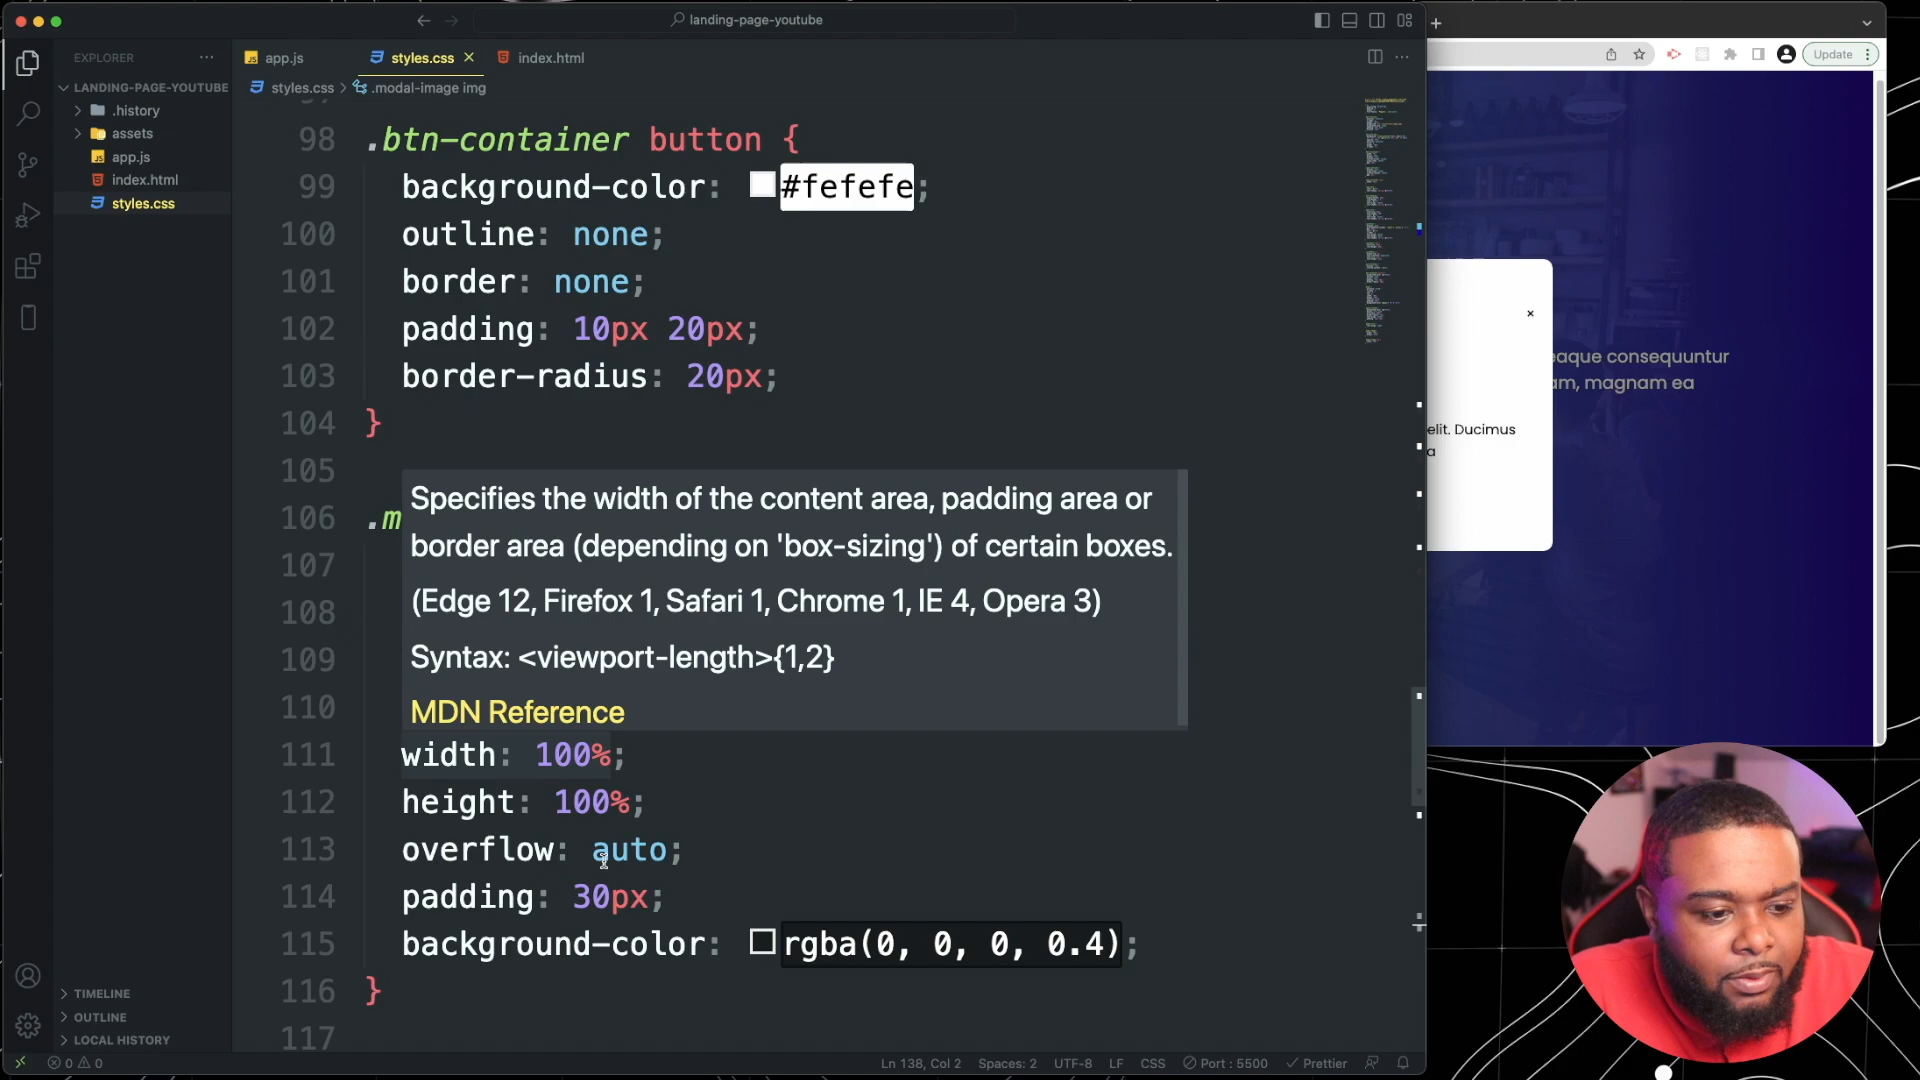 landing-page-youtube
EXPLORER
app.js
styles.css
index.html
LANDING-PAGE-YOUTUBE
styles.css > .modal-image img
.history
assets
app.js
index.html
styles.css
98 .btn-container button {
99 background-color: #fefefe;
100 outline: none;
101 border: none;
102 padding: 10px 20px;
103 border-radius: 20px;
104 }
105
106 .m
107
108
109
110
Specifies the width of the content area, padding area or
border area (depending on 'box-sizing') of certain boxes.
(Edge 12, Firefox 1, Safari 1, Chrome 1, IE 4, Opera 3)
Syntax: <viewport-length>{1,2}
MDN Reference
111 width: 100%;
112 height: 100%;
113 overflow: auto;
114 padding: 30px;
115 background-color: rgba(0, 0, 0, 0.4);
116 }
117
TIMELINE
OUTLINE
LOCAL HISTORY
0 0
Ln 138, Col 2
Spaces: 2
UTF-8
LF
CSS
Port : 5500
Prettier
Update
eaque consequuntur
am, magnam ea
elit. Ducimus
a